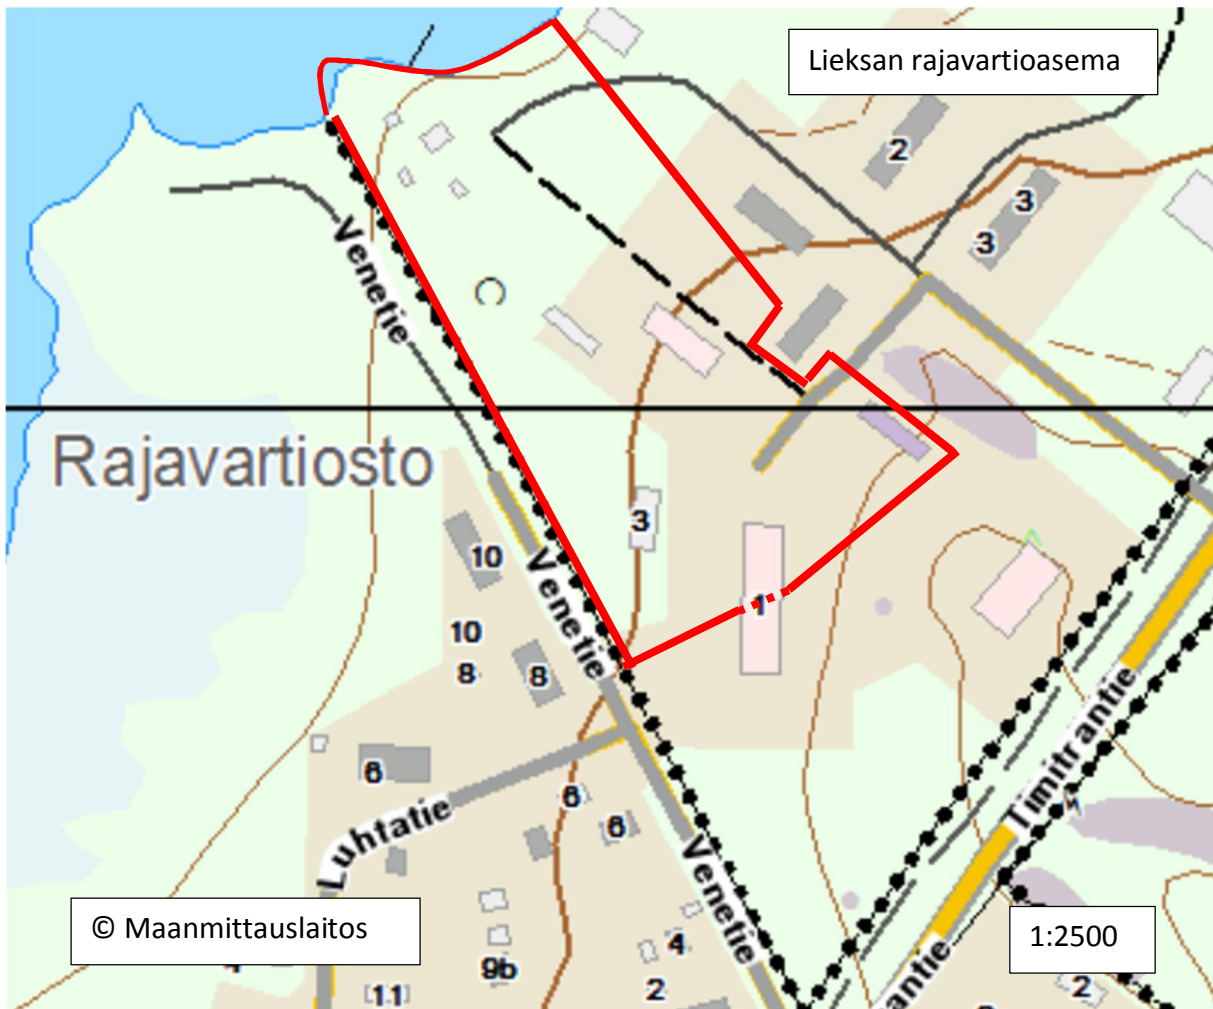 Lieksan rajavartioasema
2
3
3
Venetie
Rajavartiosto
3
10
Venetie
1
10
8
8
Timitrantie
6
6
6
Luhtatie
Venetie
© Maanmittauslaitos
4
9b
2
11
1:2500
antie
2